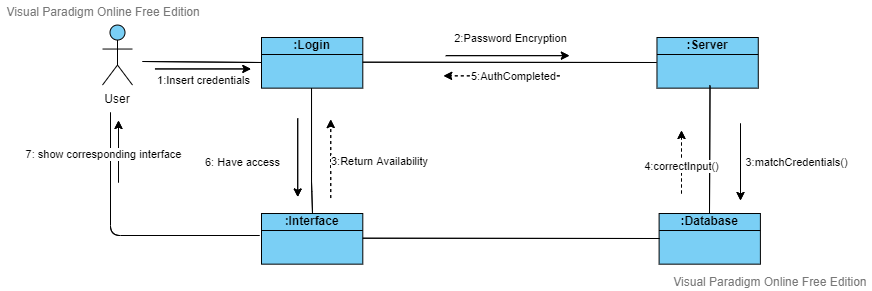 Visual Paradigm Online Free Edition
:Login
2:Password Encryption
:Server
1:Insert credentials
5:AuthCompleted
User
7: show corresponding interface
6: Have access
3:Return Availability
4:correctInput()
3:matchCredentials()
:Interface
:Database
Visual Paradigm Online Free Edition